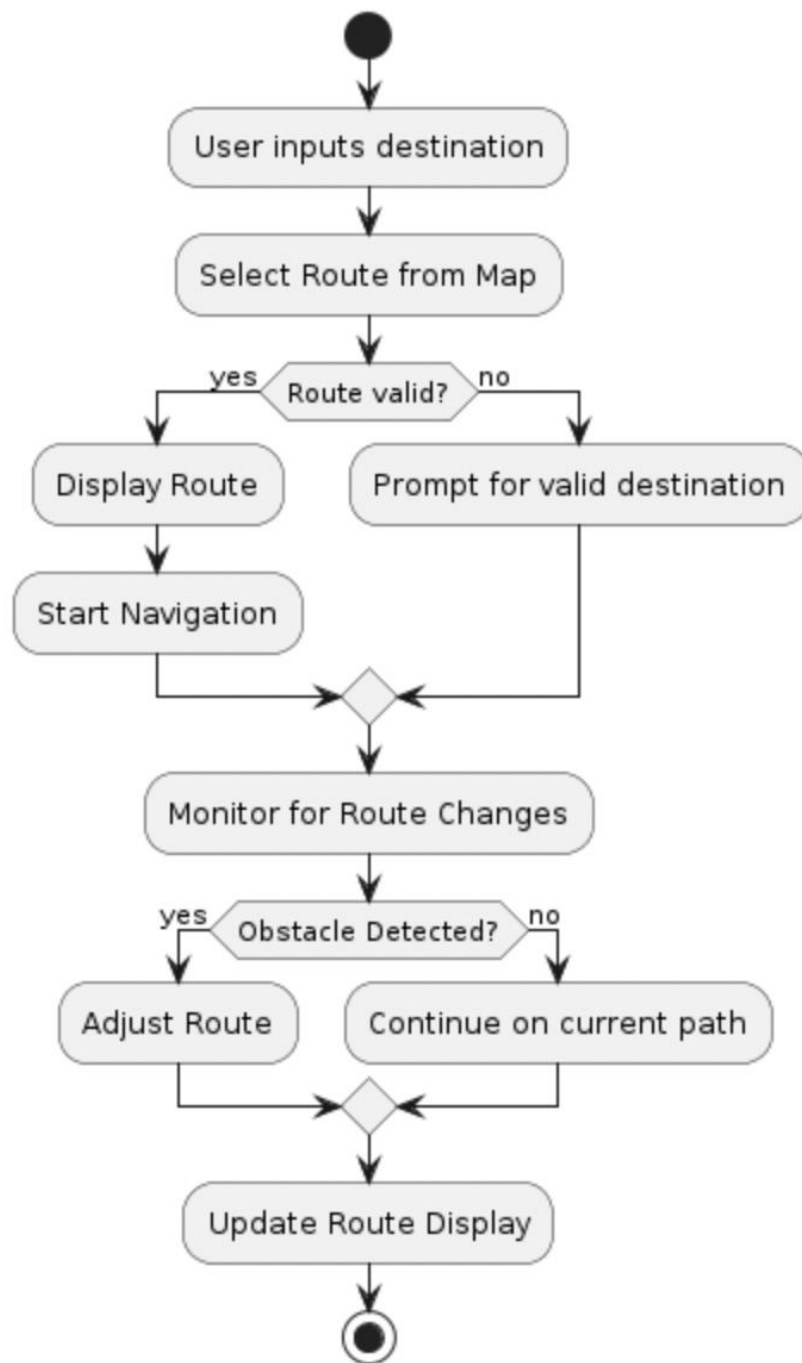 User inputs destination
Select Route from Map
yes
Route valid?
no
Display Route
Prompt for valid destination
Start Navigation
Monitor for Route Changes
yes
Obstacle Detected?
no
Adjust Route
Continue on current path
Update Route Display